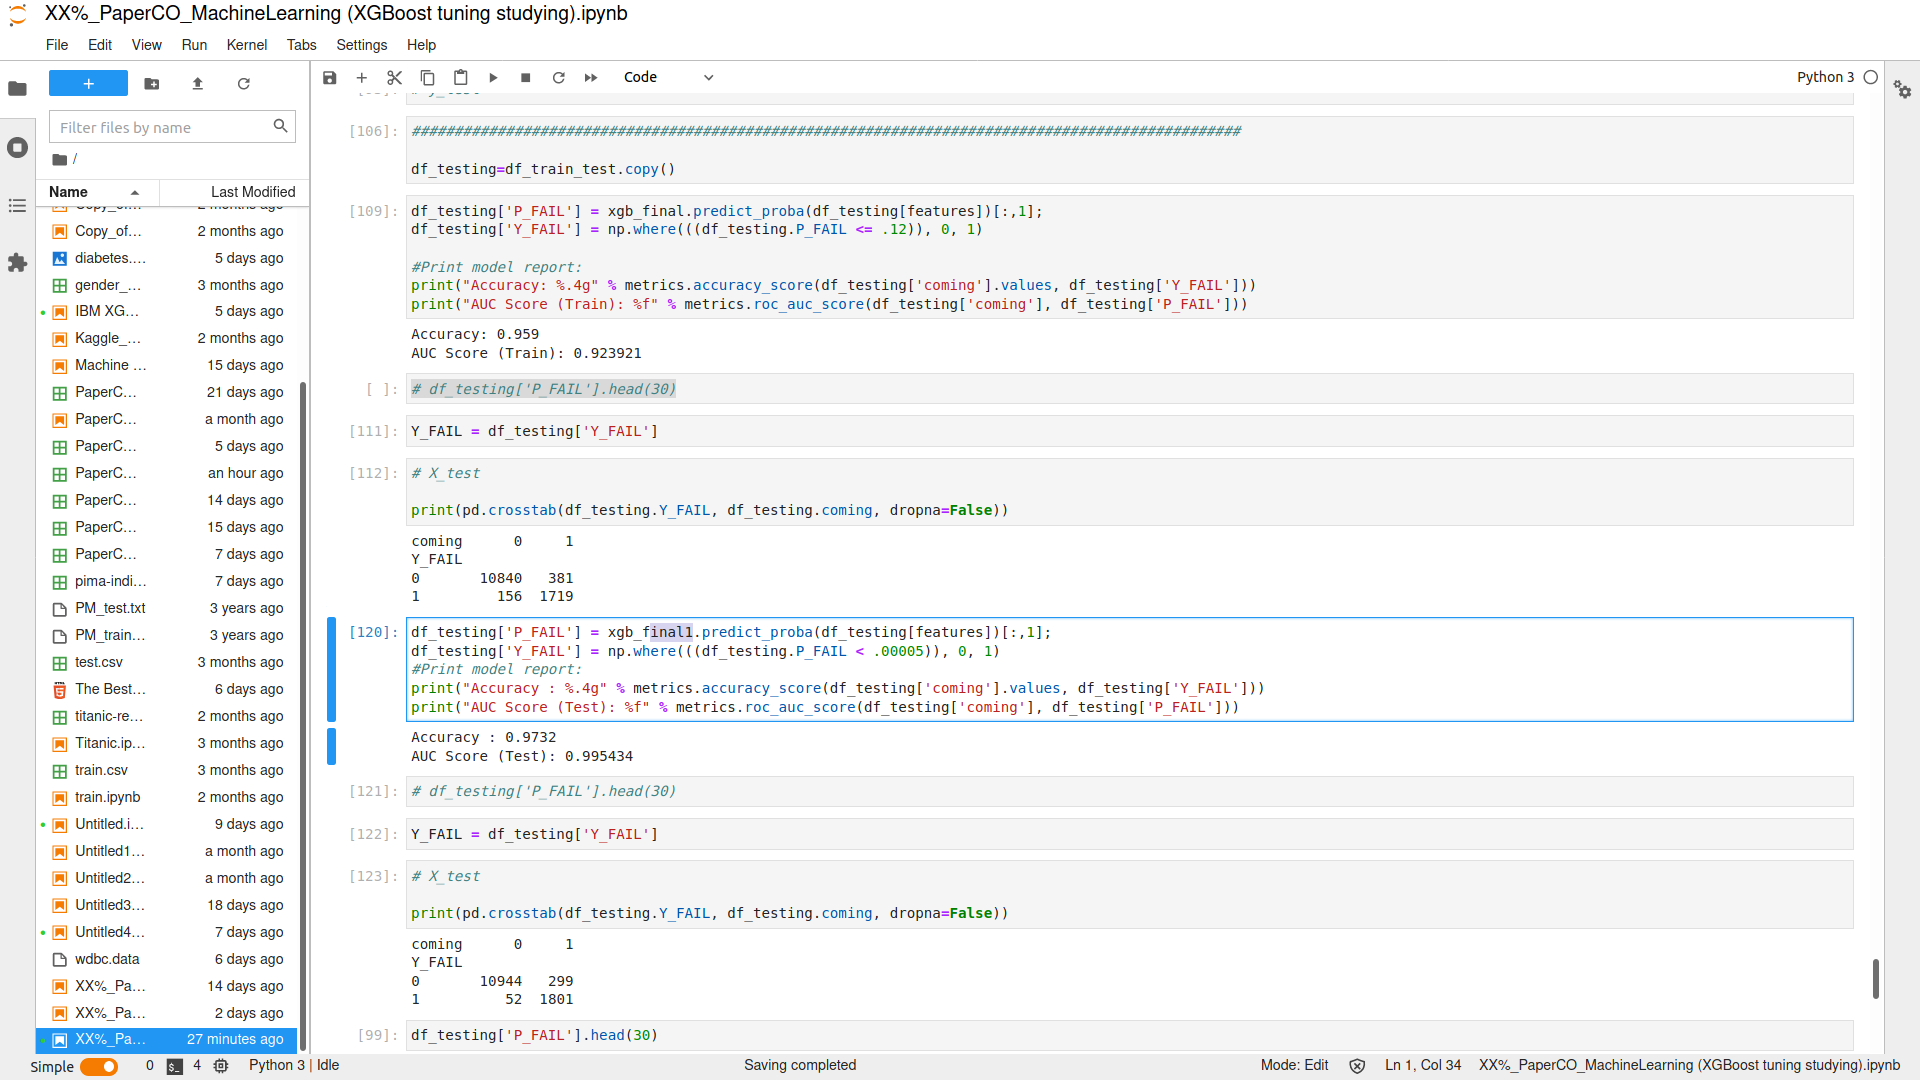 XX%_PaperCO_MachineLearning (XGBoost tuning studying).ipynb
File Edit View Run Kernel Tabs Settings Help
+
Filter files by name
/
Name Last Modified
Copy_of... 2 months ago
Copy_of... 2 months ago
diabetes.... 5 days ago
gender_... 3 months ago
IBM XG... 5 days ago
Kaggle_... 2 months ago
Machine ... 15 days ago
PaperC... 21 days ago
PaperC... a month ago
PaperC... 5 days ago
PaperC... an hour ago
PaperC... 14 days ago
PaperC... 15 days ago
PaperC... 7 days ago
pima-indi... 7 days ago
PM_test.txt 3 years ago
PM_train... 3 years ago
test.csv 3 months ago
The Best... 6 days ago
titanic-re... 2 months ago
Titanic.ip... 3 months ago
train.csv 3 months ago
train.ipynb 2 months ago
Untitled.i... 9 days ago
Untitled1... a month ago
Untitled2... a month ago
Untitled3... 18 days ago
Untitled4... 7 days ago
wdbc.data 6 days ago
XX%_Pa... 14 days ago
XX%_Pa... 2 days ago
XX%_Pa... 27 minutes ago
Code Python 3
[106]: #################################################################################################
df_testing=df_train_test.copy()
[109]: df_testing['P_FAIL'] = xgb_final.predict_proba(df_testing[features])[:,1];
df_testing['Y_FAIL'] = np.where(((df_testing.P_FAIL <= .12)), 0, 1)
#Print model report:
print("Accuracy: %.4g" % metrics.accuracy_score(df_testing['coming'].values, df_testing['Y_FAIL']))
print("AUC Score (Train): %f" % metrics.roc_auc_score(df_testing['coming'], df_testing['P_FAIL']))
Accuracy: 0.959
AUC Score (Train): 0.923921
[ ]: # df_testing['P_FAIL'].head(30)
[111]: Y_FAIL = df_testing['Y_FAIL']
[112]: # X_test
print(pd.crosstab(df_testing.Y_FAIL, df_testing.coming, dropna=False))
coming 0 1
Y_FAIL
0 10840 381
1 156 1719
[120]: df_testing['P_FAIL'] = xgb_final1.predict_proba(df_testing[features])[:,1];
df_testing['Y_FAIL'] = np.where(((df_testing.P_FAIL < .00005)), 0, 1)
#Print model report:
print("Accuracy : %.4g" % metrics.accuracy_score(df_testing['coming'].values, df_testing['Y_FAIL']))
print("AUC Score (Test): %f" % metrics.roc_auc_score(df_testing['coming'], df_testing['P_FAIL']))
Accuracy : 0.9732
AUC Score (Test): 0.995434
[121]: # df_testing['P_FAIL'].head(30)
[122]: Y_FAIL = df_testing['Y_FAIL']
[123]: # X_test
print(pd.crosstab(df_testing.Y_FAIL, df_testing.coming, dropna=False))
coming 0 1
Y_FAIL
0 10944 299
1 52 1801
[99]: df_testing['P_FAIL'].head(30)
Simple 0 $_ 4 Python 3 | Idle Saving completed Mode: Edit Ln 1, Col 34 XX%_PaperCO_MachineLearning (XGBoost tuning studying).ipynb